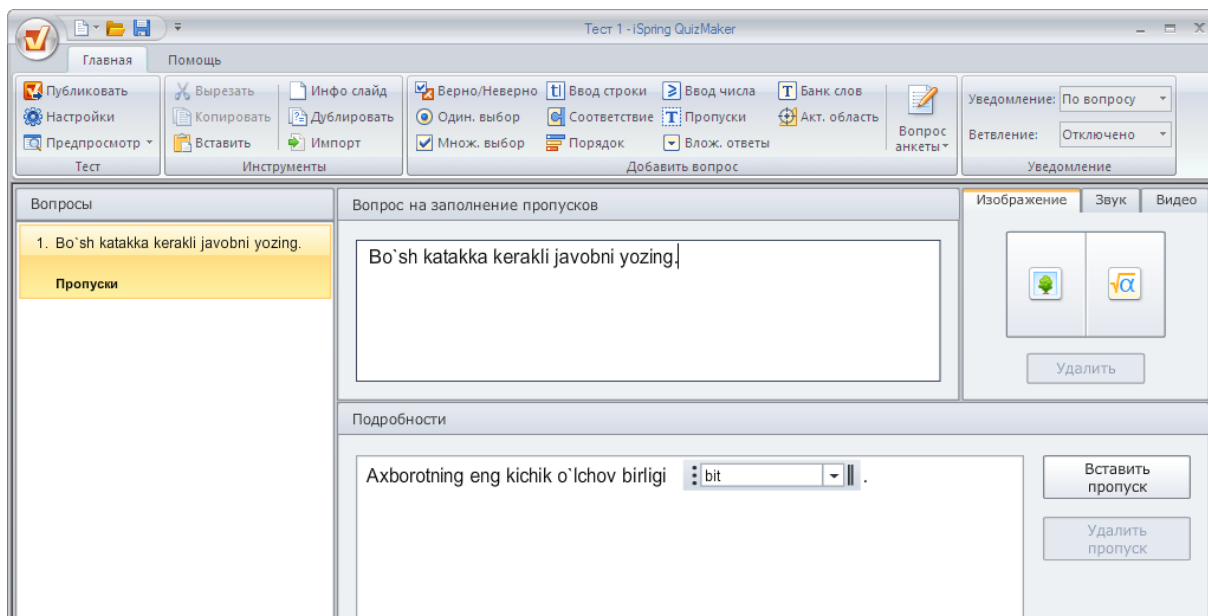 Тест 1 - iSpring QuizMaker
Главная Помощь
Публиковать
Настройки
Предпросмотр
Тест
Вырезать
Копировать
Вставить
Инфо слайд
Дублировать
Импорт
Инструменты
Верно/Неверно
Один. выбор
Множ. выбор
Ввод строки
Соответствие
Порядок
Ввод числа
Пропуски
Влож. ответы
Банк слов
Акт. область
Вопрос
анкеты
Добавить вопрос
Уведомление: По вопросу
Ветвление: Отключено
Уведомление
Вопросы
1. Bo`sh katakka kerakli javobni yozing.
Пропуски
Вопрос на заполнение пропусков
Bo`sh katakka kerakli javobni yozing.
Изображение Звук Видео
√α
Удалить
Подробности
Axborotning eng kichik o`lchov birligi bit .
Вставить
пропуск
Удалить
пропуск